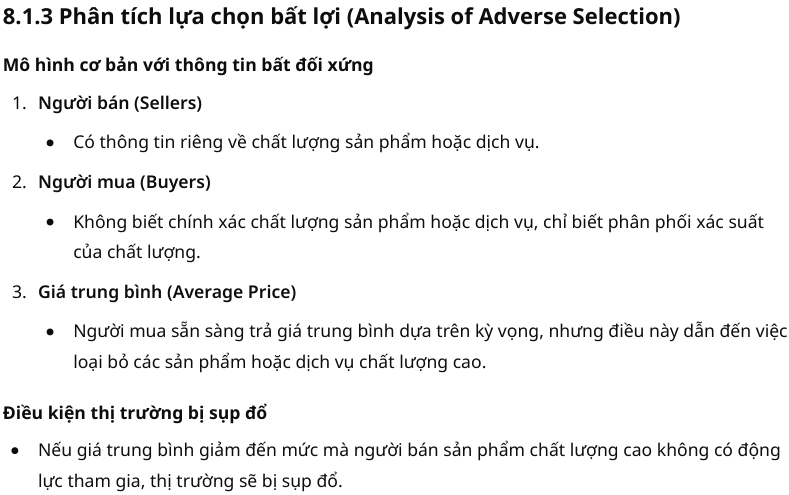 8.1.3 Phân tích lựa chọn bất lợi (Analysis of Adverse Selection)
Mô hình cơ bản với thông tin bất đối xứng
1. Người bán (Sellers)
• Có thông tin riêng về chất lượng sản phẩm hoặc dịch vụ.
2. Người mua (Buyers)
• Không biết chính xác chất lượng sản phẩm hoặc dịch vụ, chỉ biết phân phối xác suất
của chất lượng.
3. Giá trung bình (Average Price)
• Người mua sẵn sàng trả giá trung bình dựa trên kỳ vọng, nhưng điều này dẫn đến việc
loại bỏ các sản phẩm hoặc dịch vụ chất lượng cao.
Điều kiện thị trường bị sụp đổ
• Nếu giá trung bình giảm đến mức mà người bán sản phẩm chất lượng cao không có động
lực tham gia, thị trường sẽ bị sụp đổ.